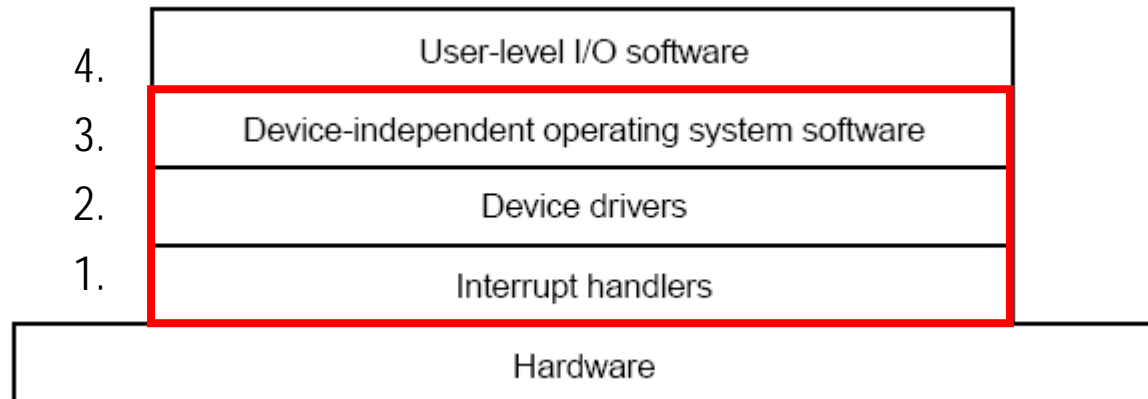 4. User-level I/O software
3. Device-independent operating system software
2. Device drivers
1. Interrupt handlers
Hardware